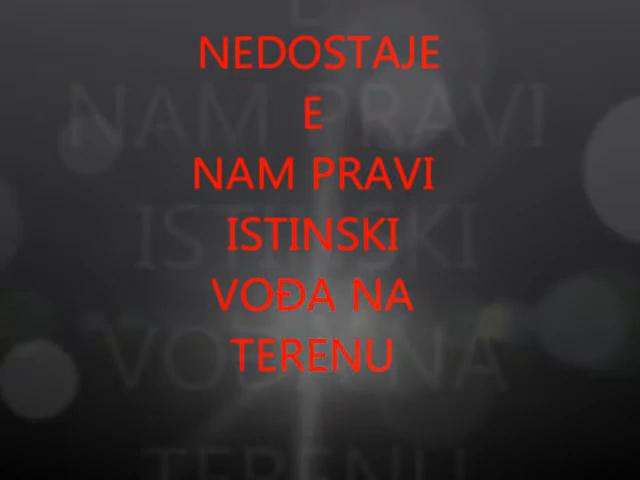 NEDOSTAJE
E
NAM PRAVI
ISTINSKI
VOĐA NA
TERENU